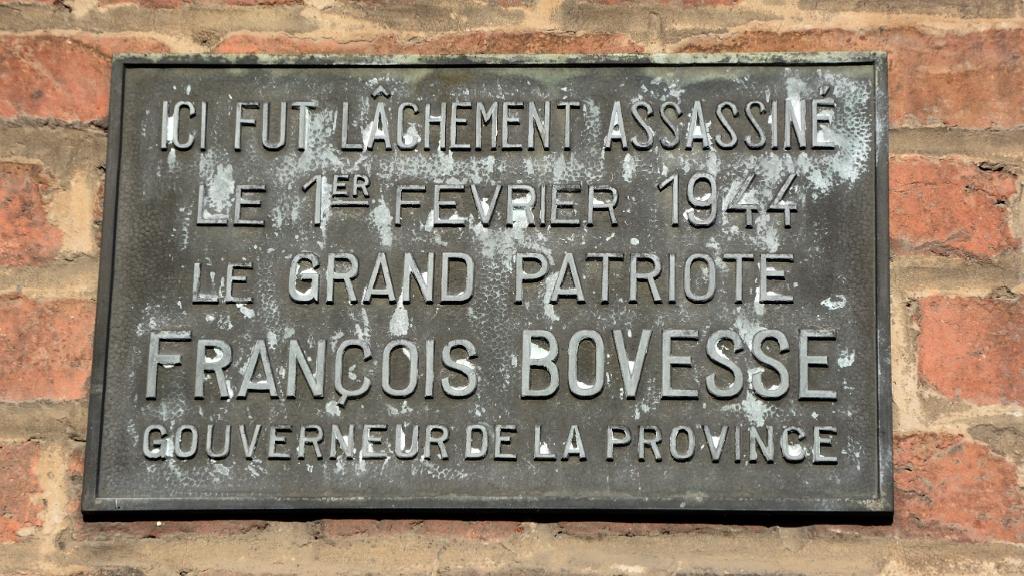 ICI FUT LÂCHEMENT ASSASSINÉ
LE 1ER FEVRIER 1944
LE GRAND PATRIOTE
FRANÇOIS BOVESSE
GOUVERNEUR DE LA PROVINCE